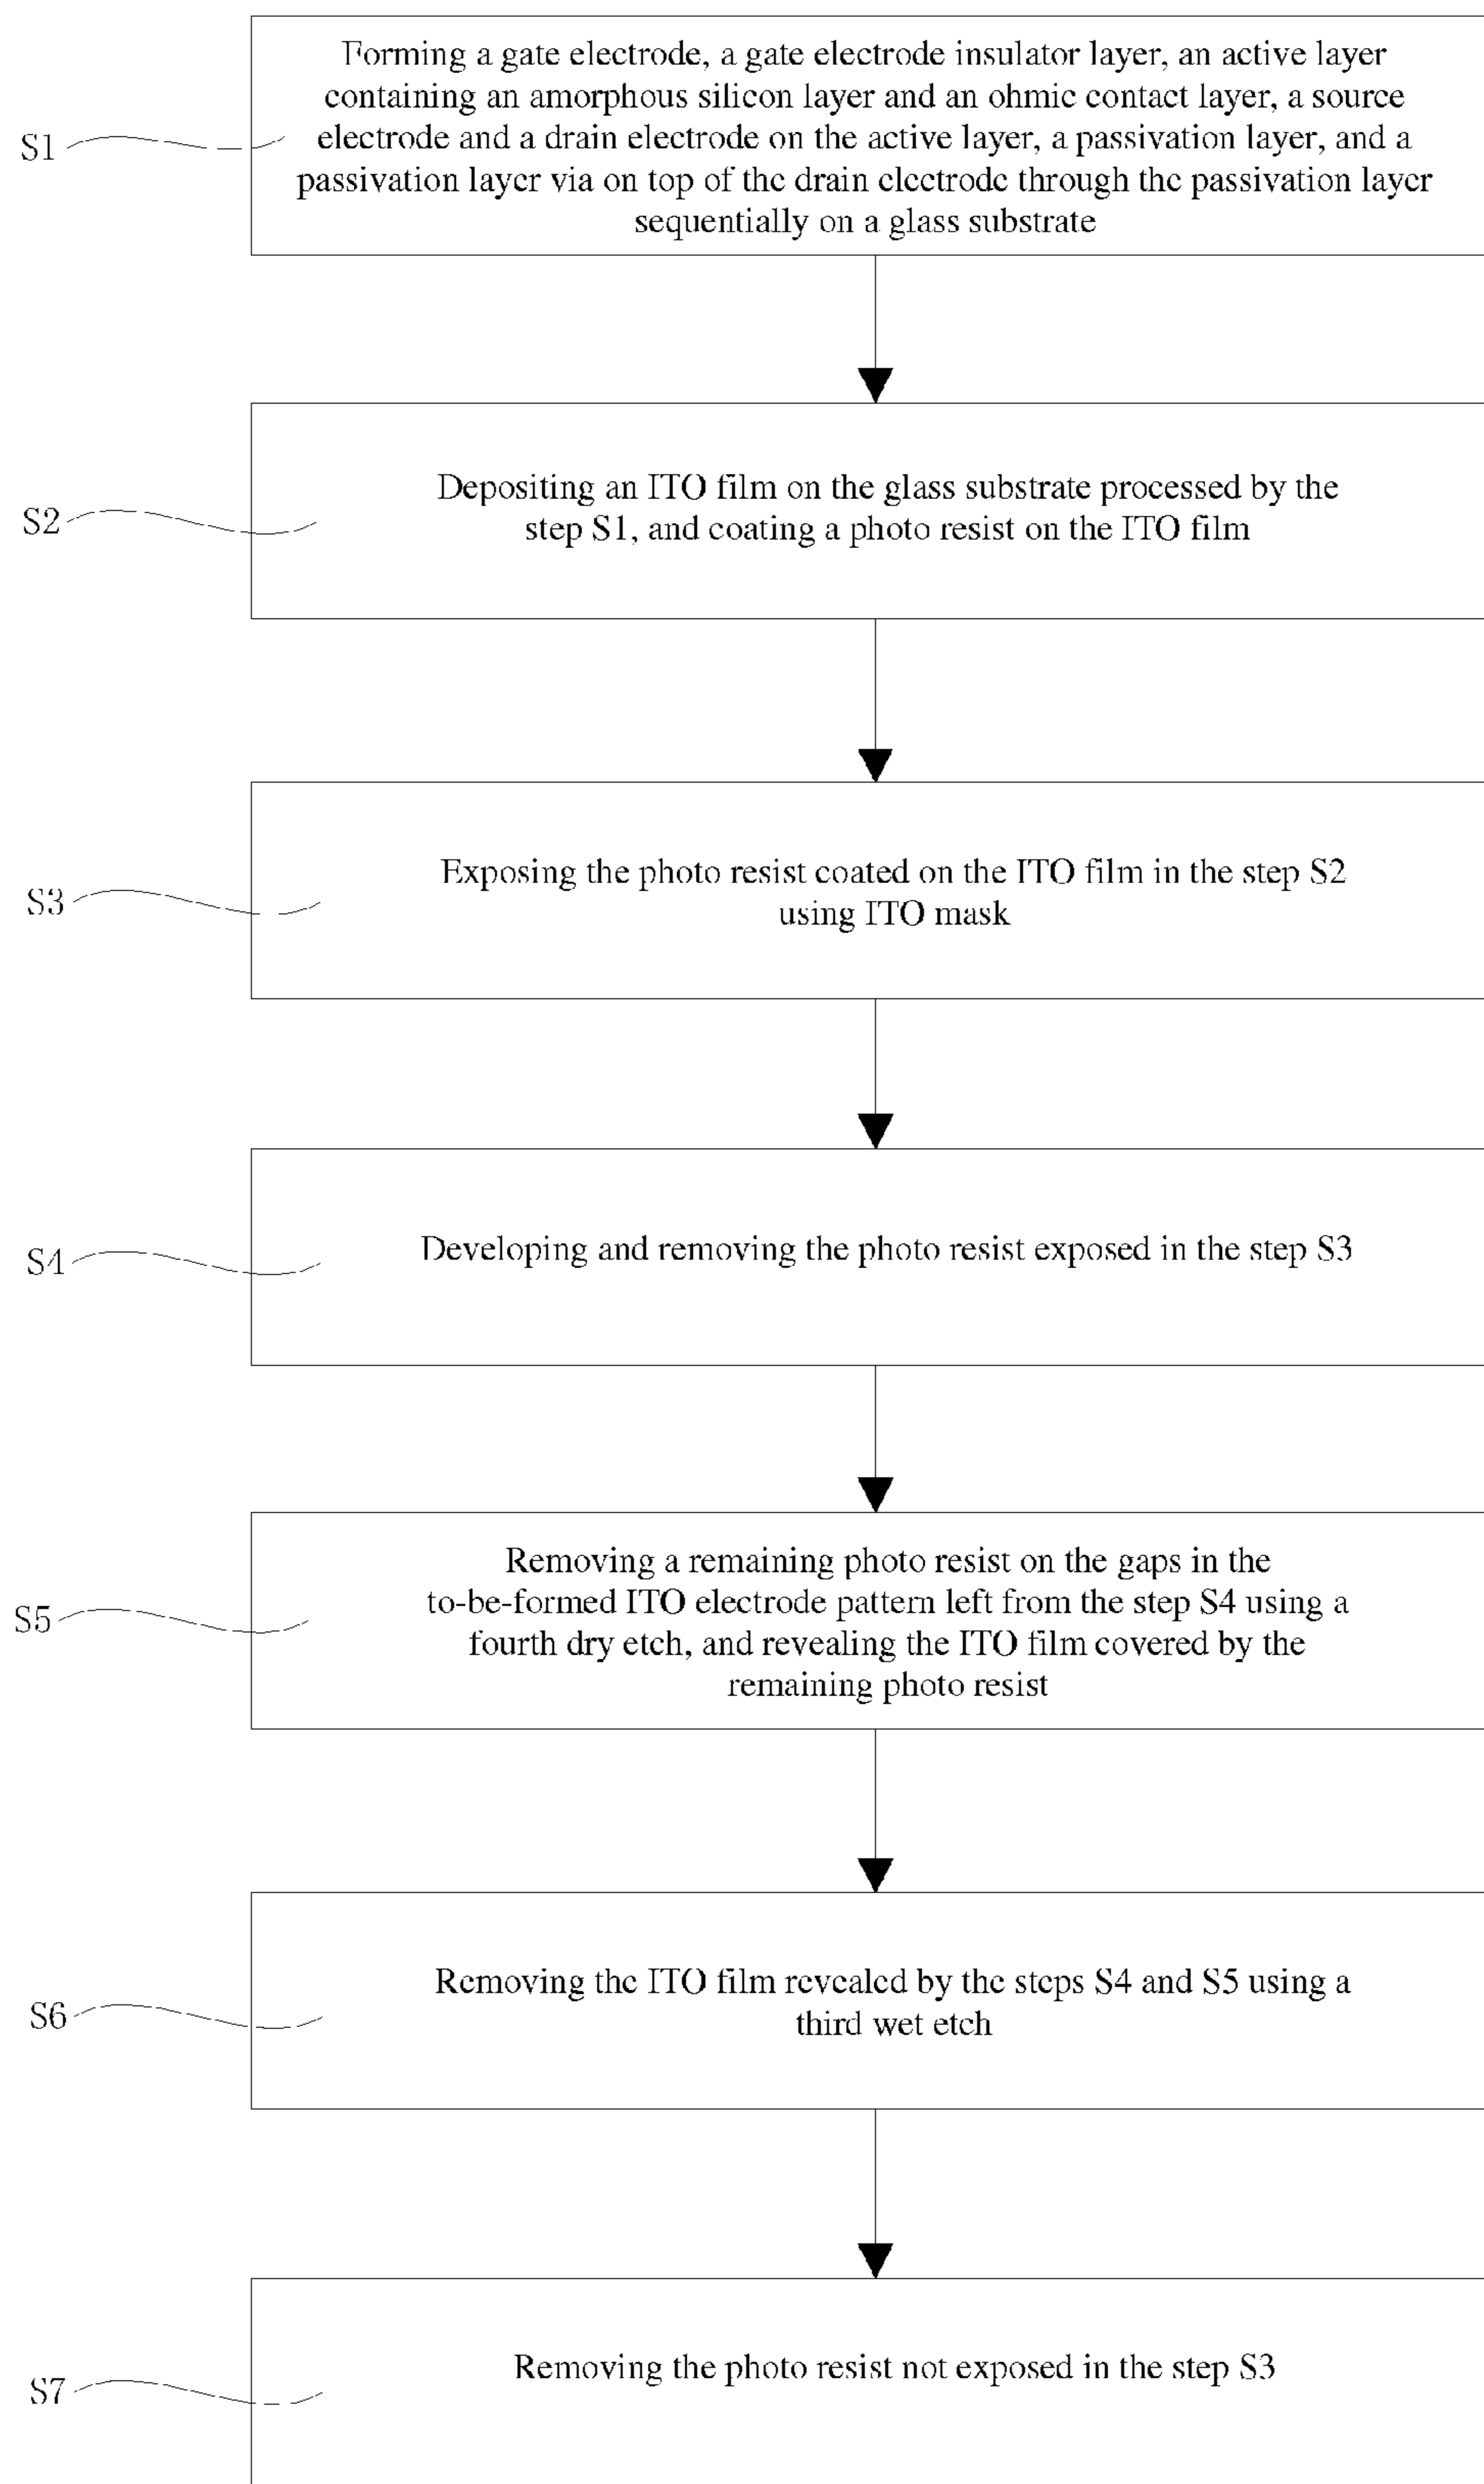 S1
Forming a gate electrode, a gate electrode insulator layer, an active layer
containing an amorphous silicon layer and an ohmic contact layer, a source
electrode and a drain electrode on the active layer, a passivation layer, and a
passivation layer via on top of the drain electrode through the passivation layer
sequentially on a glass substrate
S2
Depositing an ITO film on the glass substrate processed by the
step S1, and coating a photo resist on the ITO film
S3
Exposing the photo resist coated on the ITO film in the step S2
using ITO mask
S4
Developing and removing the photo resist exposed in the step S3
S5
Removing a remaining photo resist on the gaps in the
to-be-formed ITO electrode pattern left from the step S4 using a
fourth dry etch, and revealing the ITO film covered by the
remaining photo resist
S6
Removing the ITO film revealed by the steps S4 and S5 using a
third wet etch
S7
Removing the photo resist not exposed in the step S3